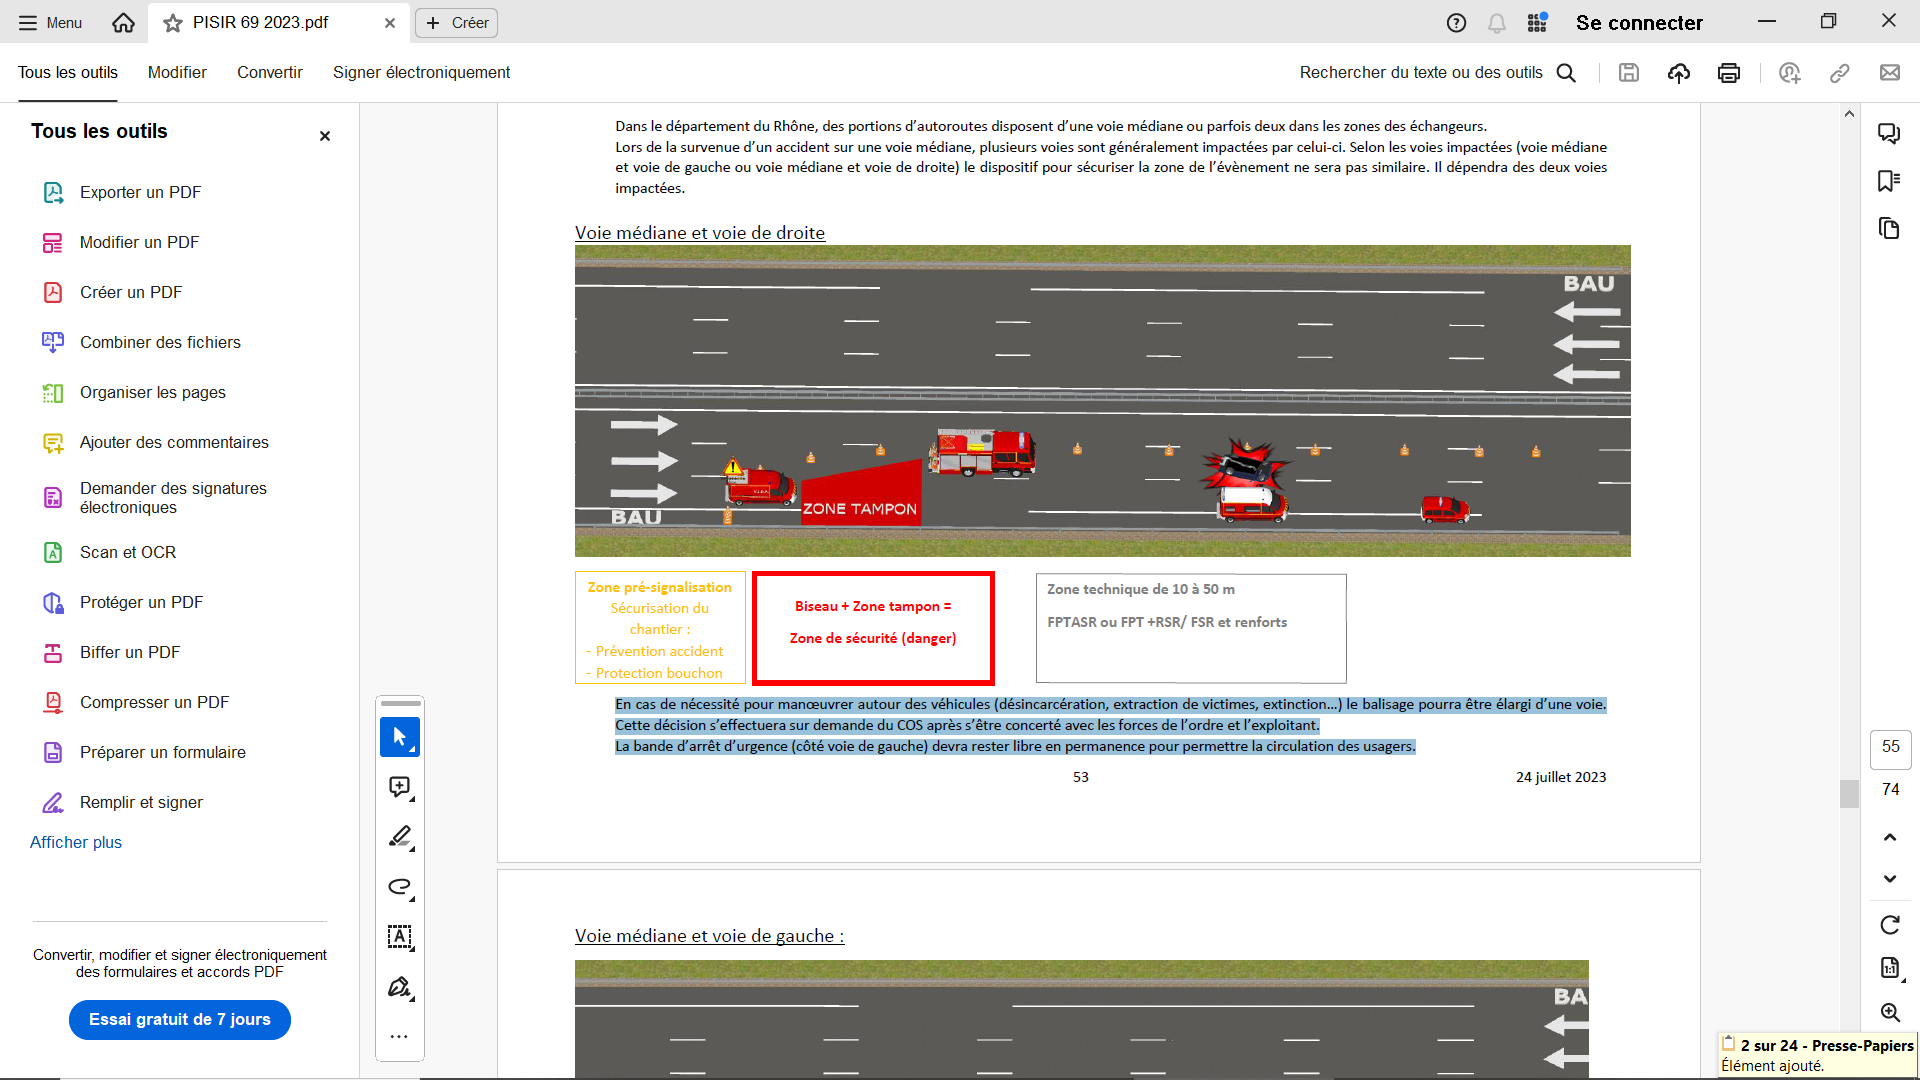 Menu
PISIR 69 2023.pdf
Créer
Se connecter
Tous les outils
Modifier
Convertir
Signer électroniquement
Rechercher du texte ou des outils
Tous les outils
Exporter un PDF
Modifier un PDF
Créer un PDF
Combiner des fichiers
Organiser les pages
Ajouter des commentaires
Demander des signatures
électroniques
Scan et OCR
Protéger un PDF
Biffer un PDF
Compresser un PDF
Préparer un formulaire
Remplir et signer
Afficher plus
Convertir, modifier et signer électroniquement
des formulaires et accords PDF
Essai gratuit de 7 jours
Dans le département du Rhône, des portions d’autoroutes disposent d’une voie médiane ou parfois deux dans les zones des échangeurs.
Lors de la survenue d’un accident sur une voie médiane, plusieurs voies sont généralement impactées par celui-ci. Selon les voies impactées (voie médiane
et voie de gauche ou voie médiane et voie de droite) le dispositif pour sécuriser la zone de l’évènement ne sera pas similaire. Il dépendra des deux voies
impactées.
Voie médiane et voie de droite
BAU
BAU
ZONE TAMPON
Zone pré-signalisation
Sécurisation du
chantier :
- Prévention accident
- Protection bouchon
Biseau + Zone tampon =
Zone de sécurité (danger)
Zone technique de 10 à 50 m
FPTASR ou FPT +RSR/ FSR et renforts
En cas de nécessité pour manœuvrer autour des véhicules (désincarcération, extraction de victimes, extinction…) le balisage pourra être élargi d’une voie.
Cette décision s’effectuera sur demande du COS après s’être concerté avec les forces de l’ordre et l’exploitant.
La bande d’arrêt d’urgence (côté voie de gauche) devra rester libre en permanence pour permettre la circulation des usagers.
53
24 juillet 2023
Voie médiane et voie de gauche :
BA
55
74
2 sur 24 - Presse-Papiers
Élément ajouté.